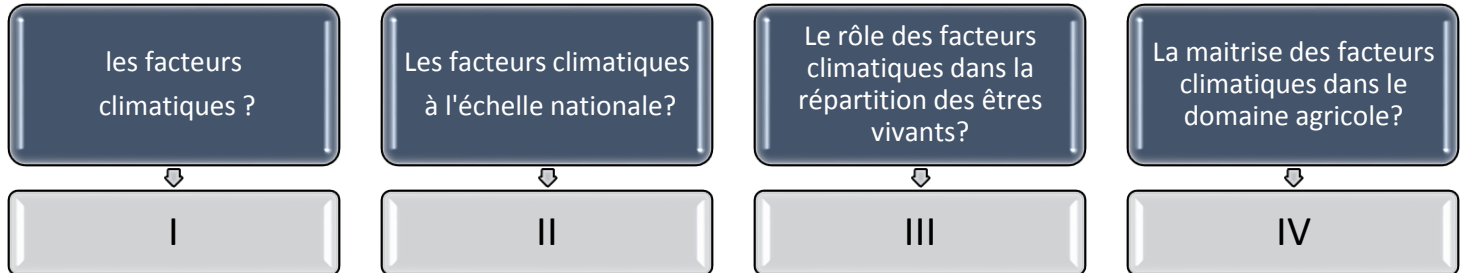 les facteurs
climatiques ?
I
Les facteurs climatiques
à l'échelle nationale?
II
Le rôle des facteurs
climatiques dans la
répartition des êtres
vivants?
III
La maitrise des facteurs
climatiques dans le
domaine agricole?
IV